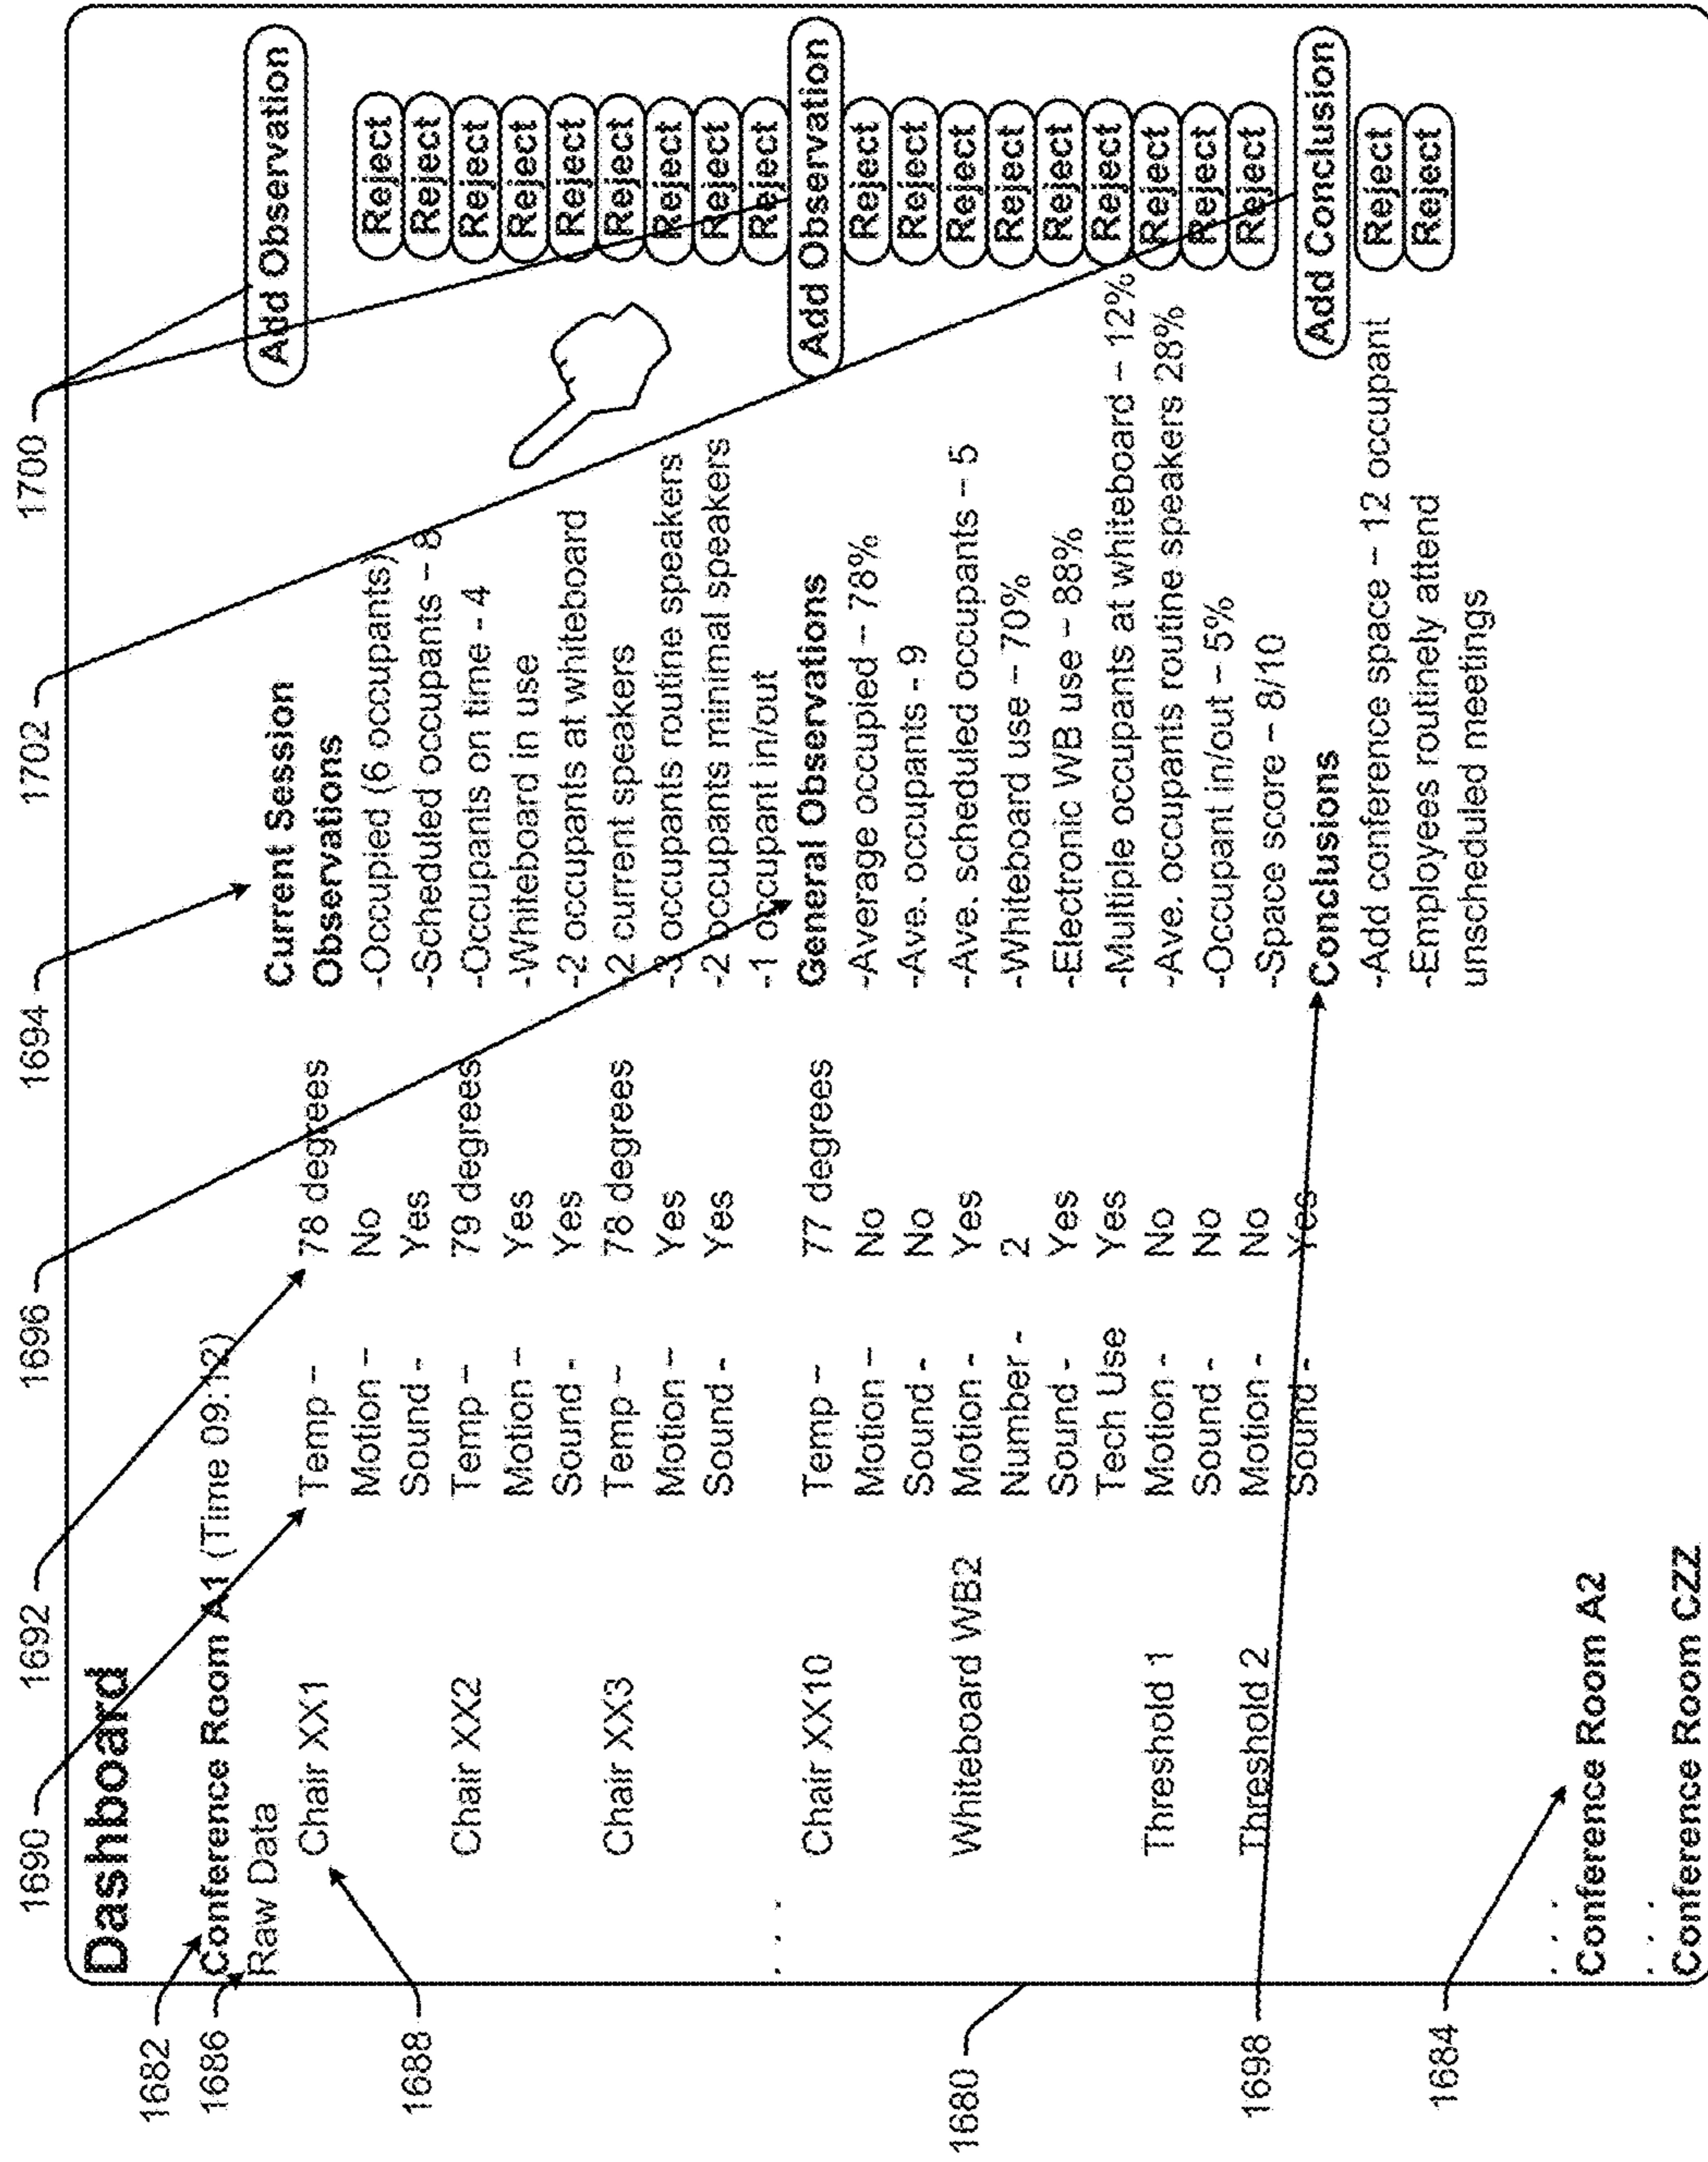 1690
1692
1696
1694
1702
1700
1682
1686
1688
1680
1698
1684
Dashboard
Conference Room A1 (Time 09:12)
Raw Data
Chair XX1 Temp – 78 degrees
Motion – No
Sound - Yes
Chair XX2 Temp – 79 degrees
Motion – Yes
Sound - Yes
Chair XX3 Temp – 78 degrees
Motion – Yes
Sound - Yes
. . .
Chair XX10 Temp – 77 degrees
Motion – No
Sound - No
Whiteboard WB2 Motion - Yes
Number - 2
Sound - Yes
Tech Use Yes
Threshold 1 Motion - No
Sound - No
Threshold 2 Motion - No
Sound - Yes
. . .
Conference Room A2
. . .
Conference Room CZZ
Current Session Add Observation
Observations
-Occupied (6 occupants) Reject
-Scheduled occupants – 8 Reject
-Occupants on time - 4 Reject
-Whiteboard in use Reject
-2 occupants at whiteboard Reject
-2 current speakers Reject
-3 occupants routine speakers Reject
-2 occupants minimal speakers Reject
-1 occupant in/out Reject
General Observations Add Observation
-Average occupied – 78% Reject
-Ave. occupants - 9 Reject
-Ave. scheduled occupants – 5 Reject
-Whiteboard use – 70% Reject
-Electronic WB use – 88% Reject
-Multiple occupants at whiteboard – 12% Reject
-Ave. occupants routine speakers 28% Reject
-Occupant in/out – 5% Reject
-Space score – 8/10 Reject
Conclusions Add Conclusion
-Add conference space – 12 occupant Reject
-Employees routinely attend Reject
unscheduled meetings